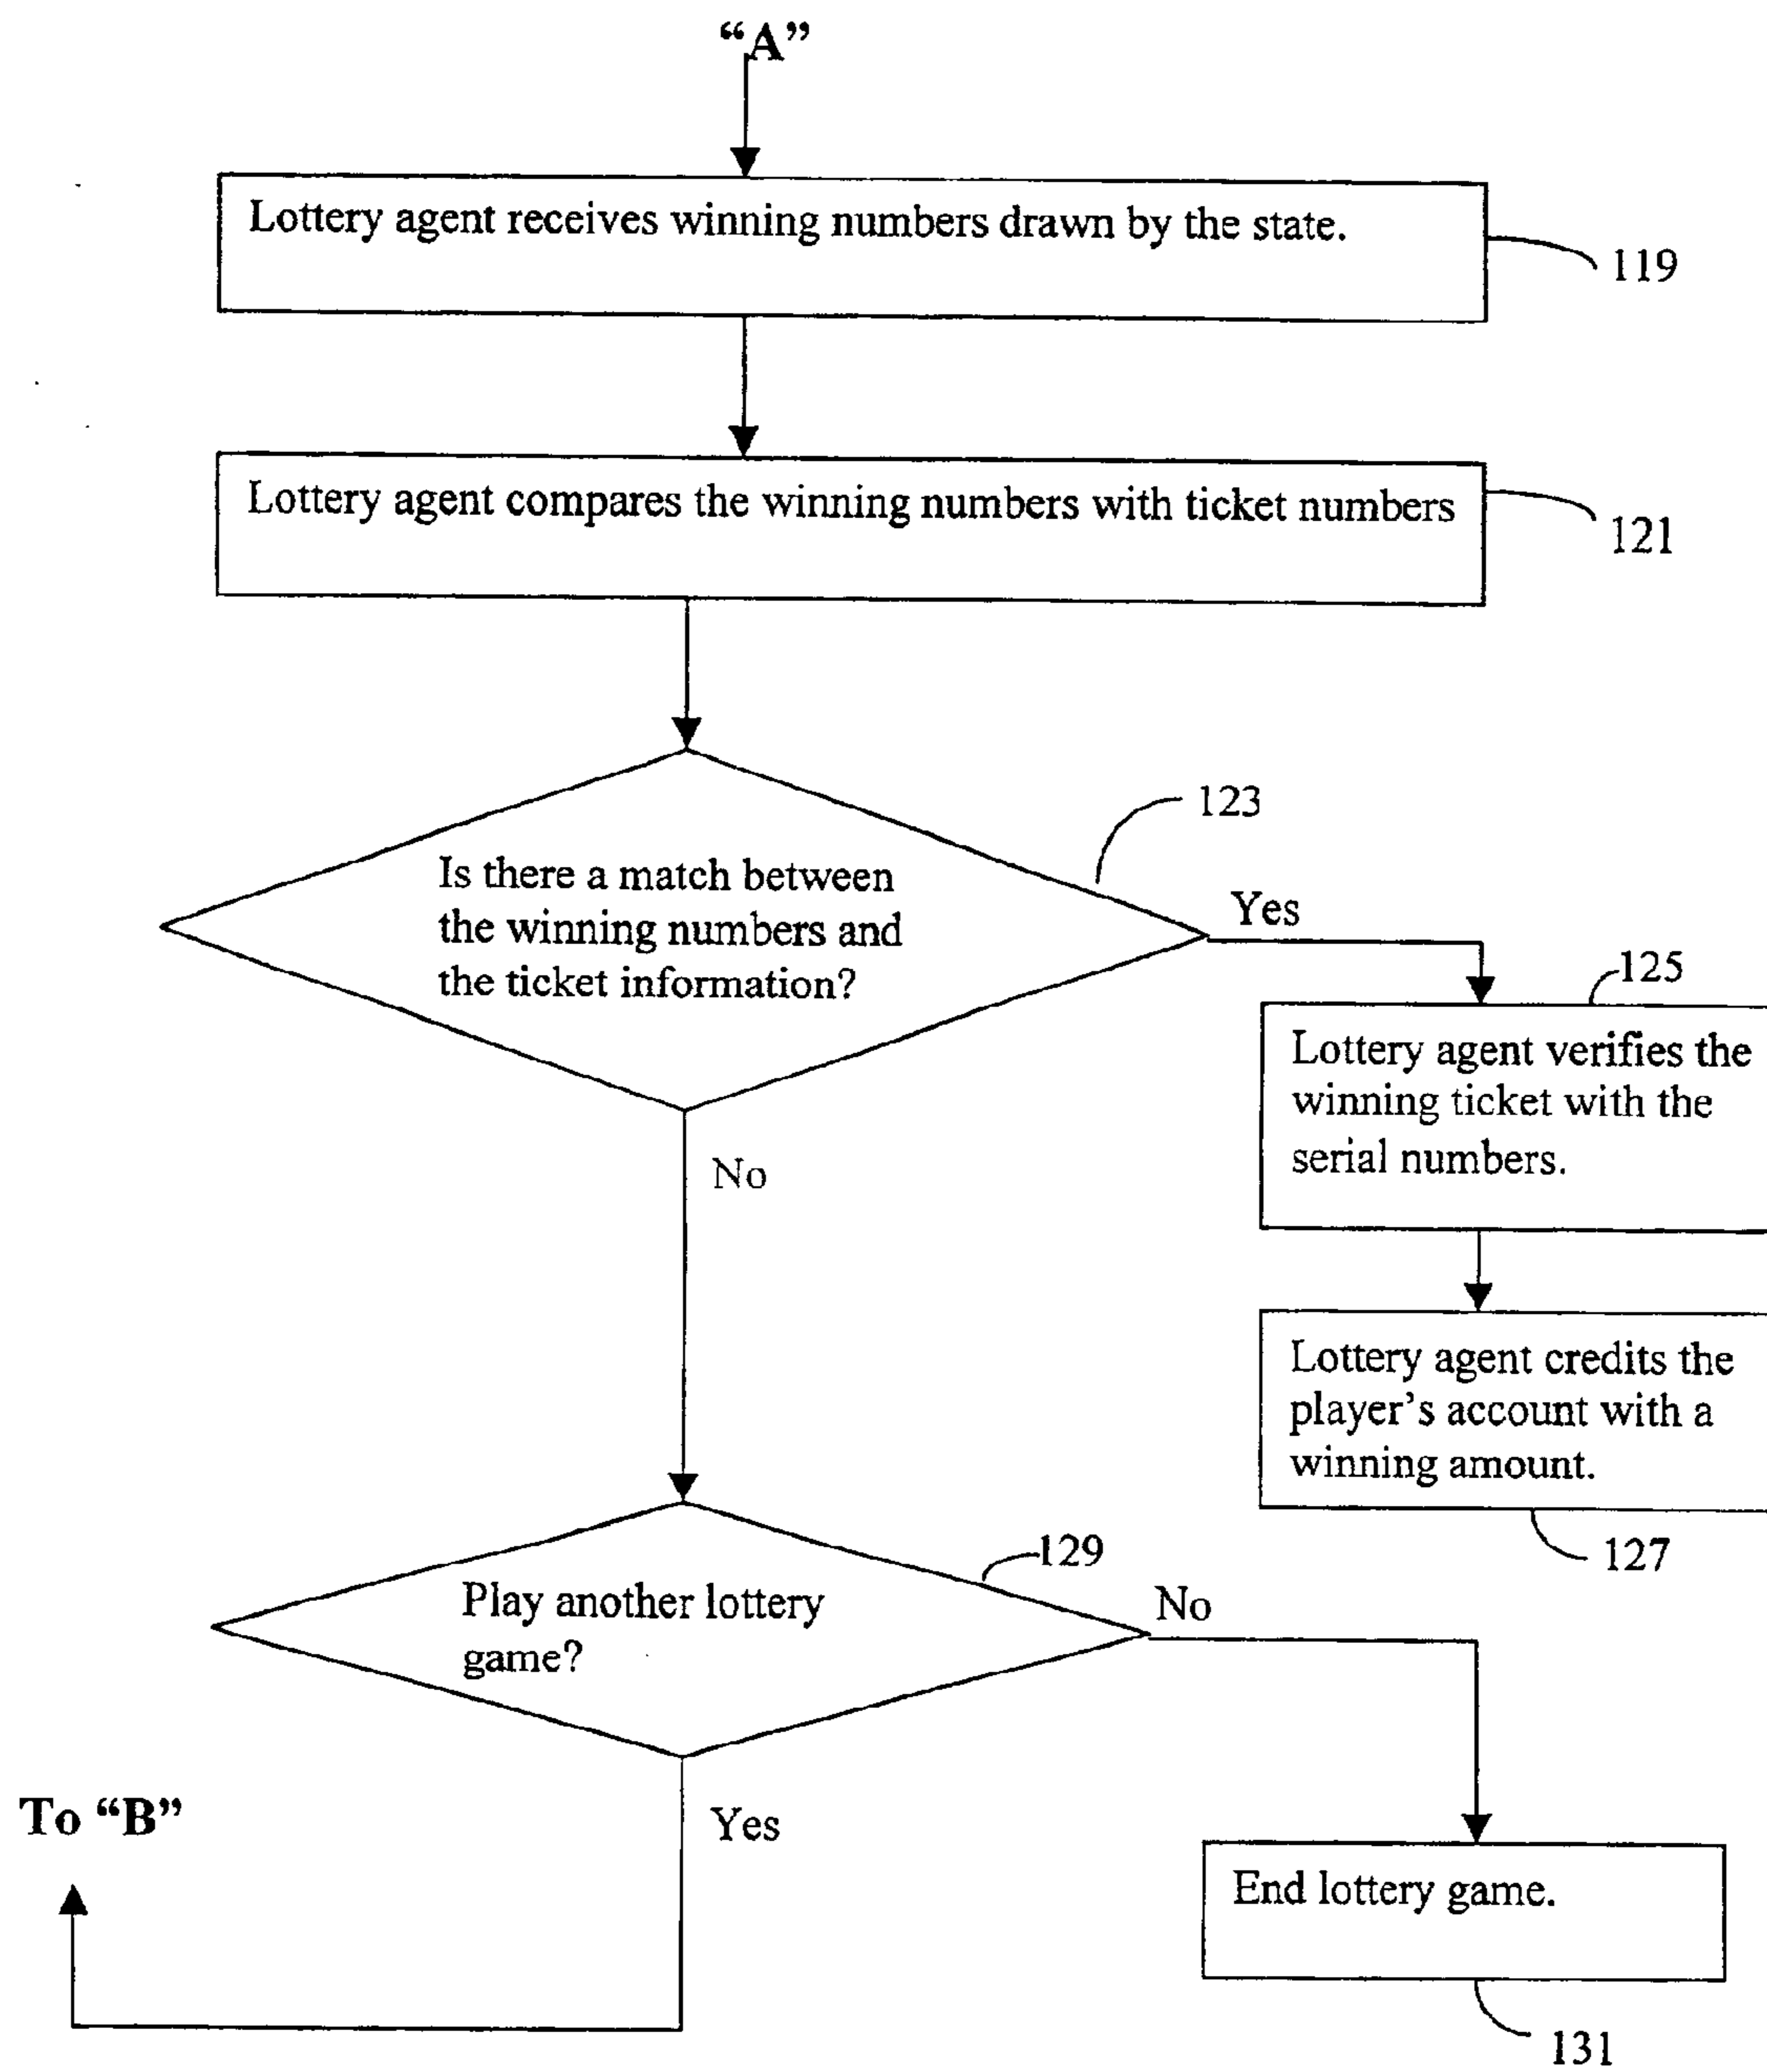 “A”
Lottery agent receives winning numbers drawn by the state.
119
Lottery agent compares the winning numbers with ticket numbers
121
123
Is there a match between
the winning numbers and
the ticket information?
Yes
125
Lottery agent verifies the
winning ticket with the
serial numbers.
No
Lottery agent credits the
player’s account with a
winning amount.
127
129
Play another lottery
game?
No
To “B”
Yes
End lottery game.
131